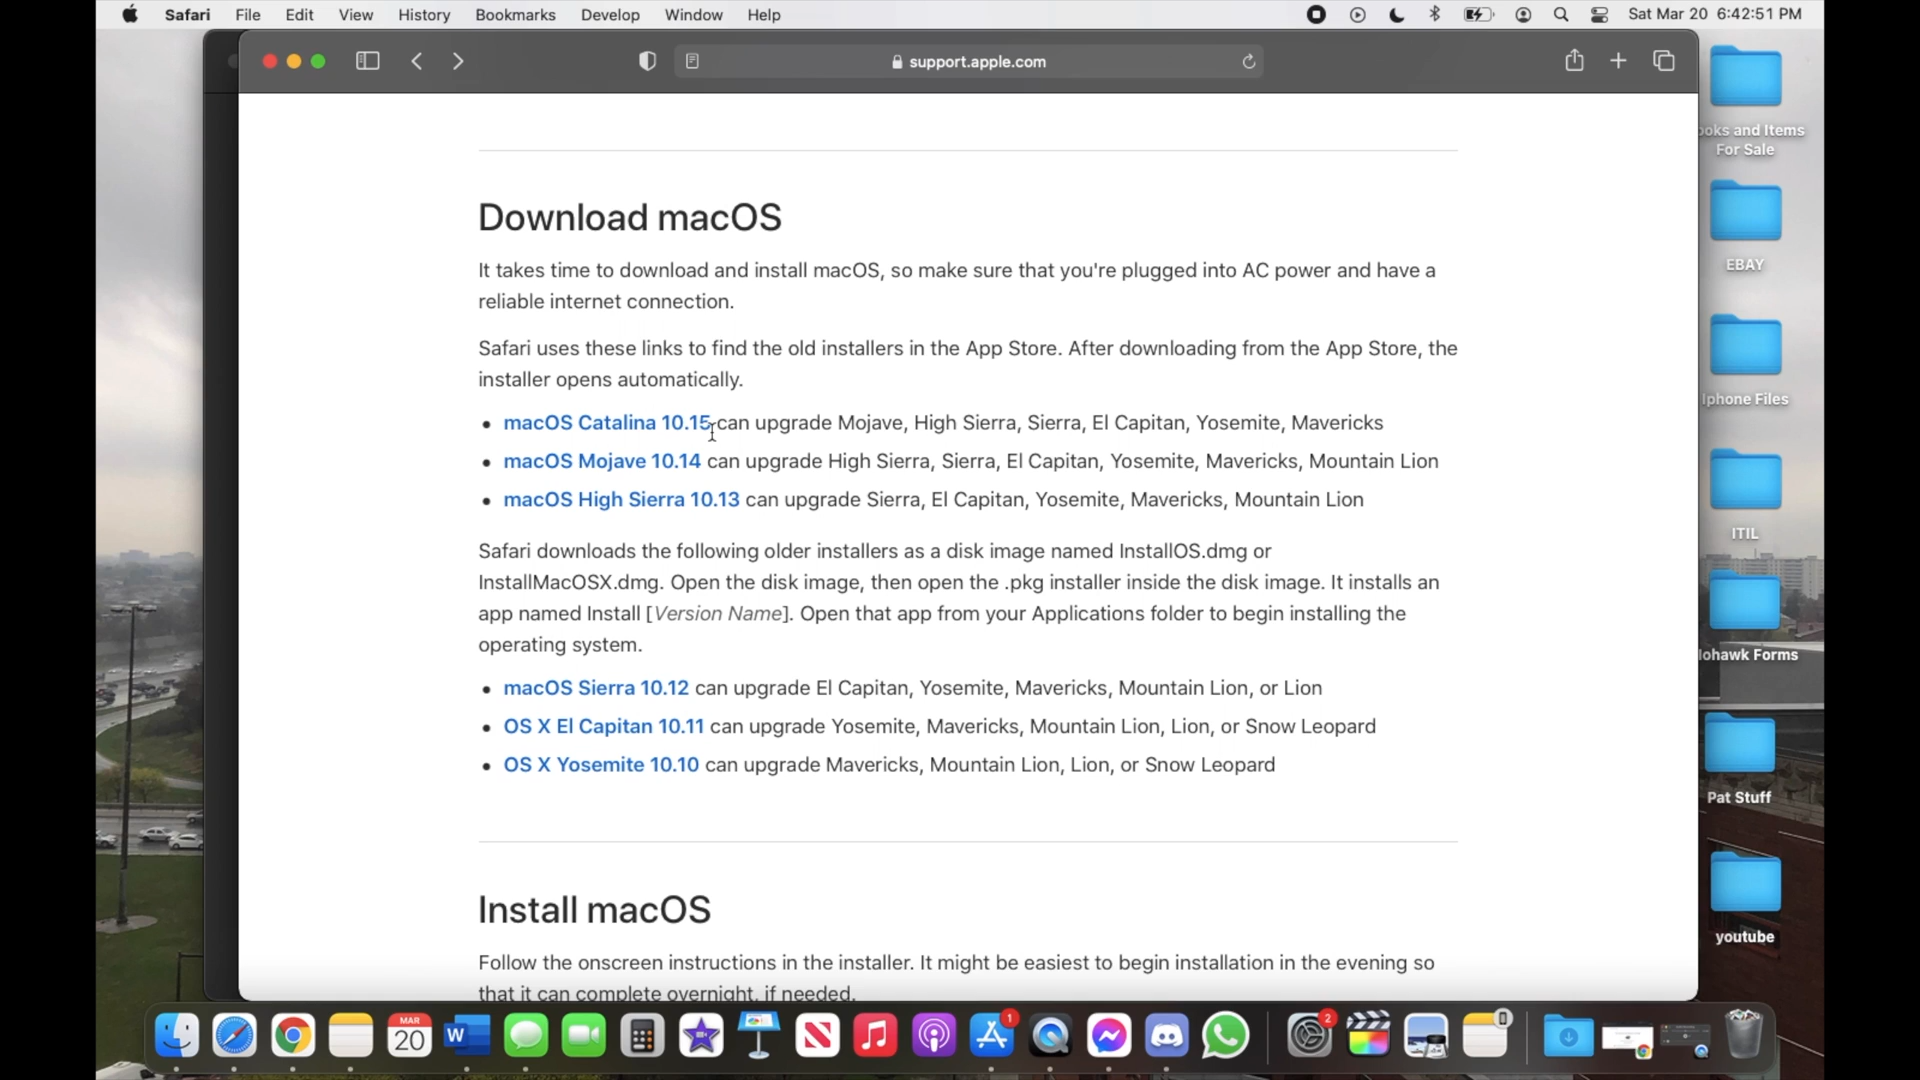 Safari File Edit View History Bookmarks Develop Window Help
Sat Mar 20 6:42:51 PM
support.apple.com
Download macOS
It takes time to download and install macOS, so make sure that you're plugged into AC power and have a
reliable internet connection.
Safari uses these links to find the old installers in the App Store. After downloading from the App Store, the
installer opens automatically.
• macOS Catalina 10.15 can upgrade Mojave, High Sierra, Sierra, El Capitan, Yosemite, Mavericks
• macOS Mojave 10.14 can upgrade High Sierra, Sierra, El Capitan, Yosemite, Mavericks, Mountain Lion
• macOS High Sierra 10.13 can upgrade Sierra, El Capitan, Yosemite, Mavericks, Mountain Lion
Safari downloads the following older installers as a disk image named InstallOS.dmg or
InstallMacOSX.dmg. Open the disk image, then open the .pkg installer inside the disk image. It installs an
app named Install [Version Name]. Open that app from your Applications folder to begin installing the
operating system.
• macOS Sierra 10.12 can upgrade El Capitan, Yosemite, Mavericks, Mountain Lion, or Lion
• OS X El Capitan 10.11 can upgrade Yosemite, Mavericks, Mountain Lion, Lion, or Snow Leopard
• OS X Yosemite 10.10 can upgrade Mavericks, Mountain Lion, Lion, or Snow Leopard
Install macOS
Follow the onscreen instructions in the installer. It might be easiest to begin installation in the evening so
that it can complete overnight, if needed.
ooks and Items
For Sale
EBAY
Iphone Files
ITIL
lohawk Forms
Pat Stuff
youtube
MAR
20
W
1
2